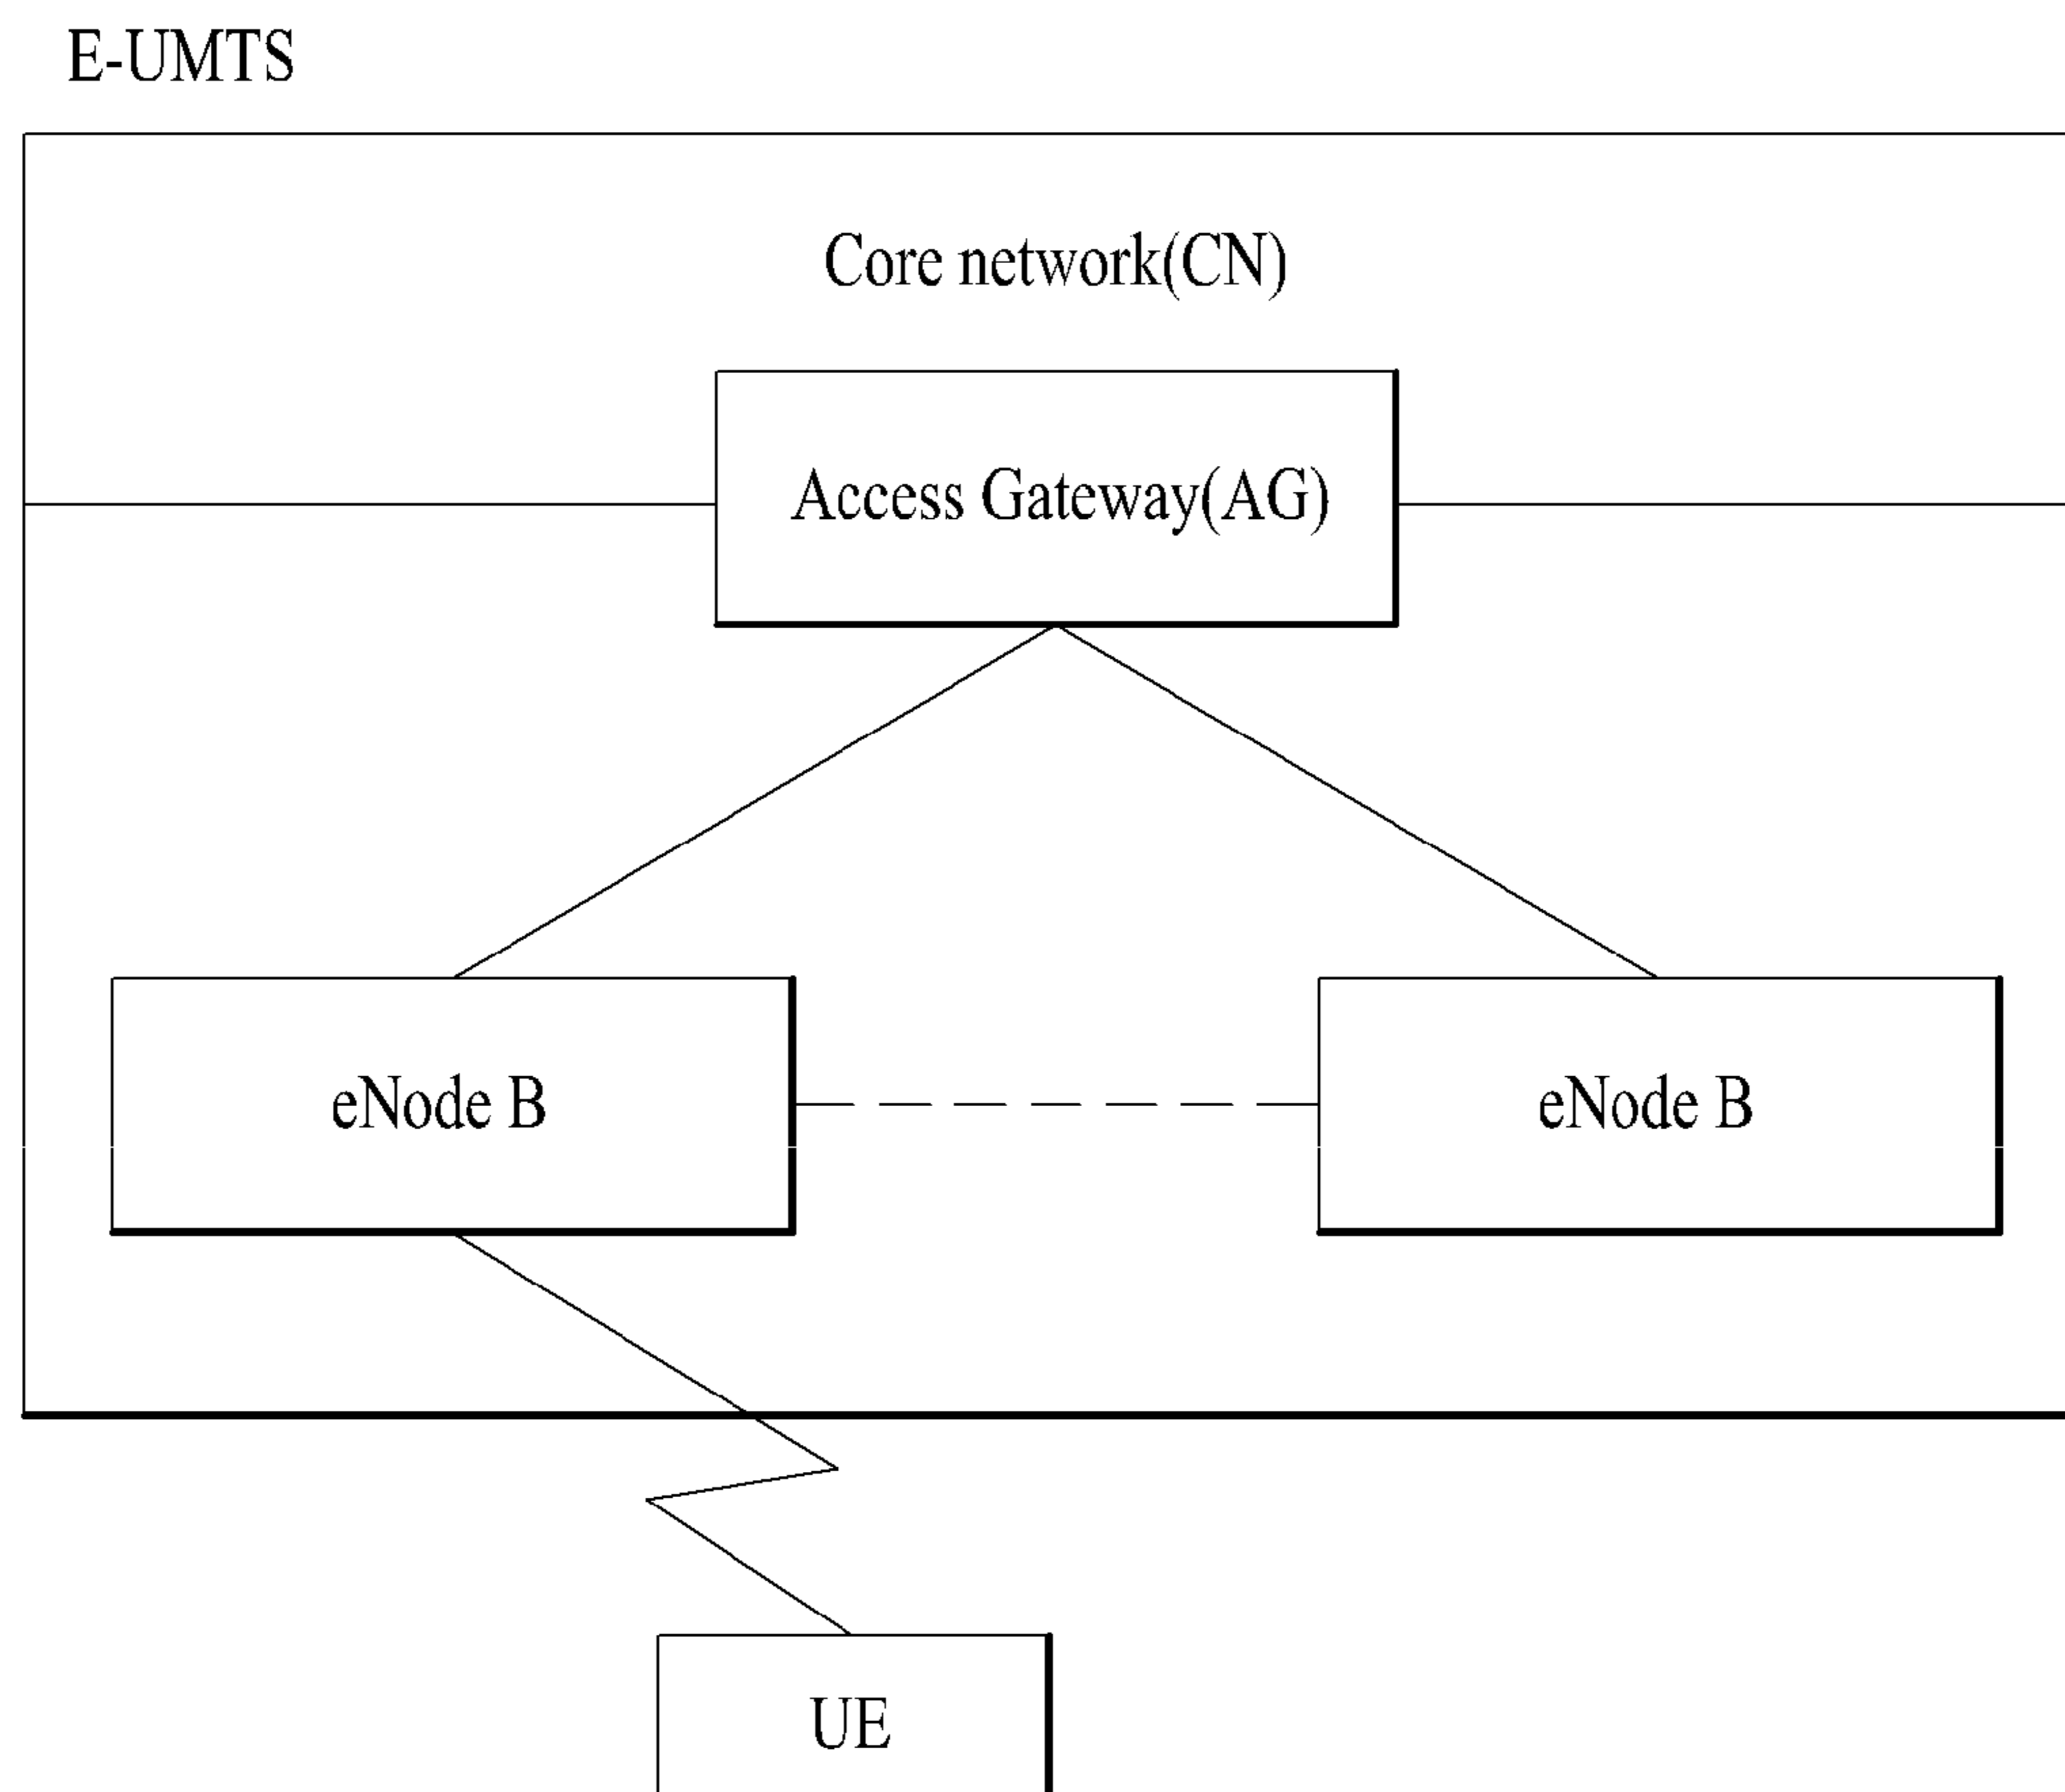 E-UMTS
Core network(CN)
Access Gateway(AG)
eNode B
eNode B
UE